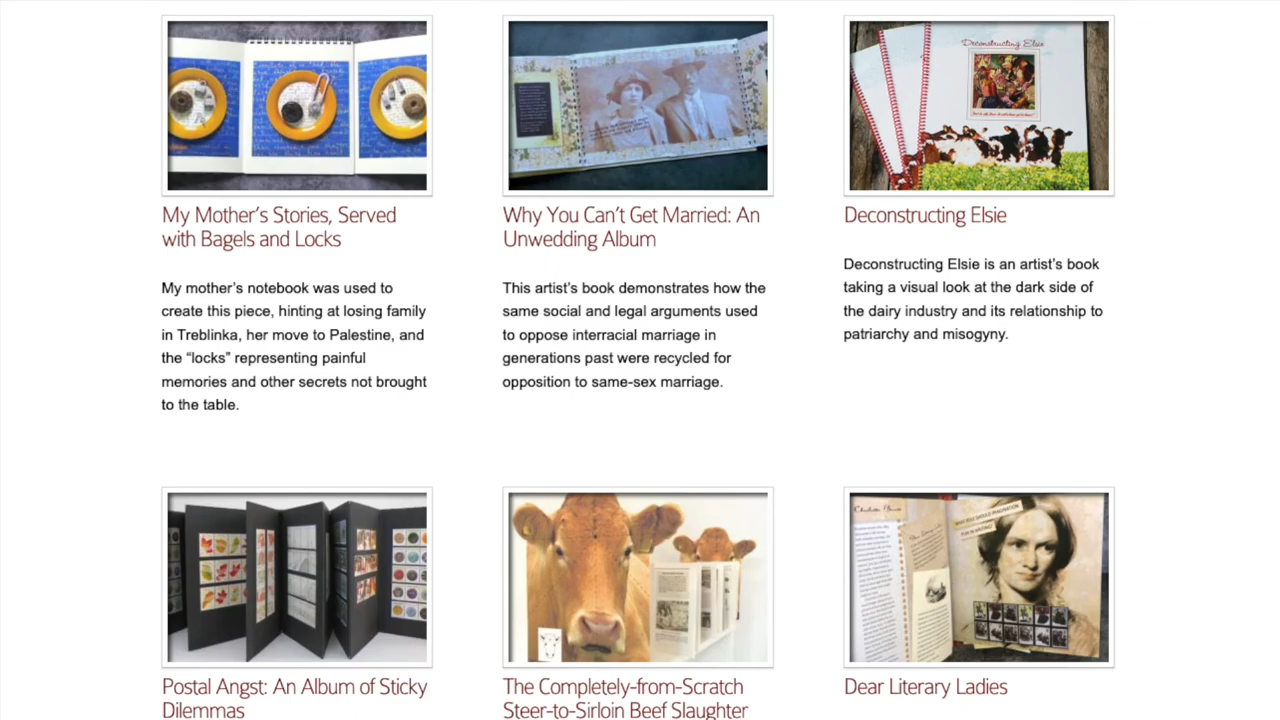 Deconstructing Elsie
My Mother’s Stories, Served
with Bagels and Locks
My mother’s notebook was used to
create this piece, hinting at losing family
in Treblinka, her move to Palestine, and
the “locks” representing painful
memories and other secrets not brought
to the table.
Why You Can’t Get Married: An
Unwedding Album
This artist’s book demonstrates how the
same social and legal arguments used
to oppose interracial marriage in
generations past were recycled for
opposition to same-sex marriage.
Deconstructing Elsie
Deconstructing Elsie is an artist’s book
taking a visual look at the dark side of
the dairy industry and its relationship to
patriarchy and misogyny.
Postal Angst: An Album of Sticky
Dilemmas
The Completely-from-Scratch
Steer-to-Sirloin Beef Slaughter
Dear Literary Ladies